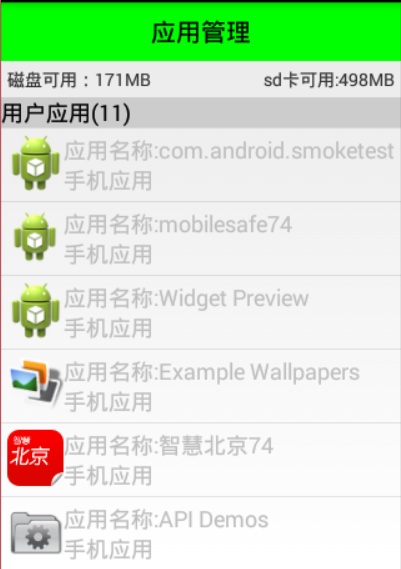 应用管理
磁盘可用：171MB sd卡可用:498MB
用户应用(11)
应用名称:com.android.smoketest
手机应用
应用名称:mobilesafe74
手机应用
应用名称:Widget Preview
手机应用
应用名称:Example Wallpapers
手机应用
智慧
北京
应用名称:智慧北京74
手机应用
应用名称:API Demos
手机应用